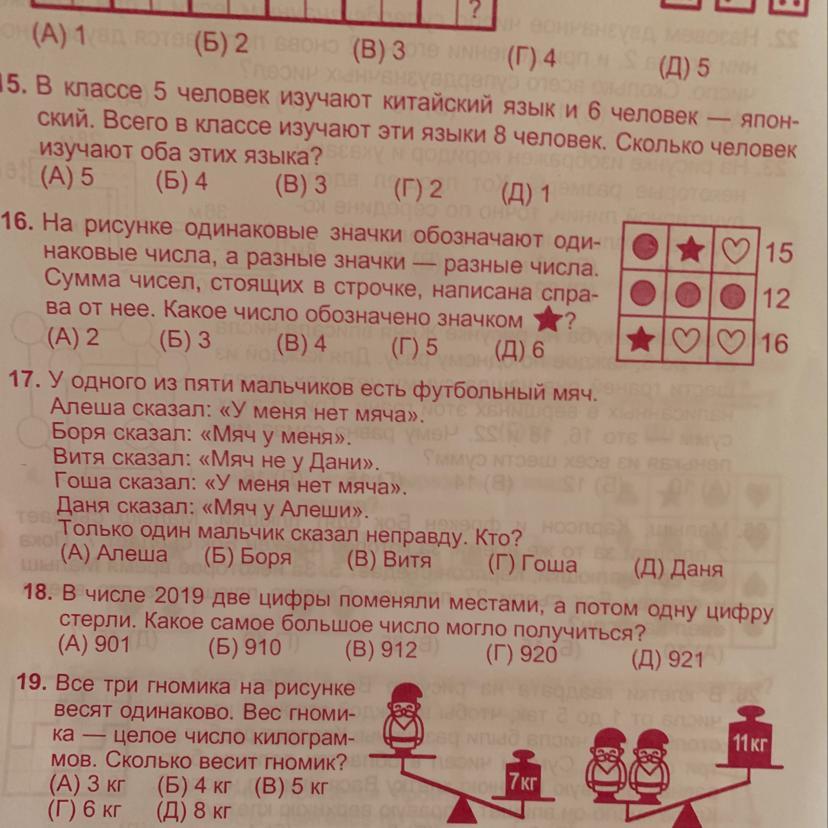 ?
(А) 1 (Б) 2 (В) 3 (Г) 4 (Д) 5
15. В классе 5 человек изучают китайский язык и 6 человек — япон-
ский. Всего в классе изучают эти языки 8 человек. Сколько человек
изучают оба этих языка?
(А) 5 (Б) 4 (В) 3 (Г) 2 (Д) 1
16. На рисунке одинаковые значки обозначают оди-
наковые числа, а разные значки — разные числа.
Сумма чисел, стоящих в строчке, написана спра-
ва от нее. Какое число обозначено значком ★?
(А) 2 (Б) 3 (В) 4 (Г) 5 (Д) 6
15
12
16
17. У одного из пяти мальчиков есть футбольный мяч.
Алеша сказал: «У меня нет мяча».
Боря сказал: «Мяч у меня».
Витя сказал: «Мяч не у Дани».
Гоша сказал: «У меня нет мяча».
Даня сказал: «Мяч у Алеши».
Только один мальчик сказал неправду. Кто?
(А) Алеша (Б) Боря (В) Витя (Г) Гоша (Д) Даня
18. В числе 2019 две цифры поменяли местами, а потом одну цифру
стерли. Какое самое большое число могло получиться?
(А) 901 (Б) 910 (В) 912 (Г) 920 (Д) 921
19. Все три гномика на рисунке
весят одинаково. Вес гноми-
ка — целое число килограм-
мов. Сколько весит гномик?
(А) 3 кг (Б) 4 кг (В) 5 кг
(Г) 6 кг (Д) 8 кг
7кг
11кг